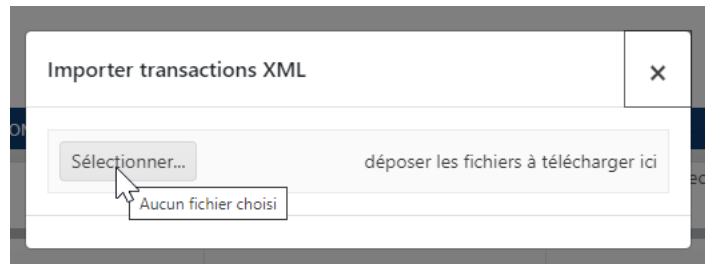 Importer transactions XML
×
Sélectionner...
déposer les fichiers à télécharger ici
Aucun fichier choisi